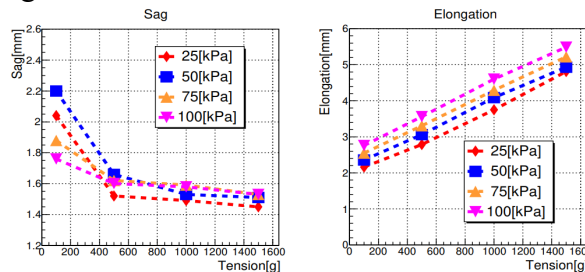 Sag
Sag[mm]
2.6
2.4
2.2
2
1.8
1.6
1.4
1.2
25[kPa]
50[kPa]
75[kPa]
100[kPa]
0 200 400 600 800 1000 1200 1400 1600
Tension[g]
Elongation
Elongation[mm]
6
5
4
3
2
1
0
25[kPa]
50[kPa]
75[kPa]
100[kPa]
0 200 400 600 800 1000 1200 1400 1600
Tension[g]